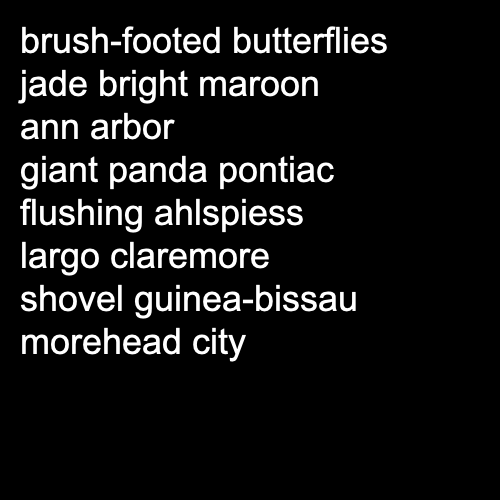 brush-footed butterflies
jade bright maroon
ann arbor
giant panda pontiac
flushing ahlspiess
largo claremore
shovel guinea-bissau
morehead city